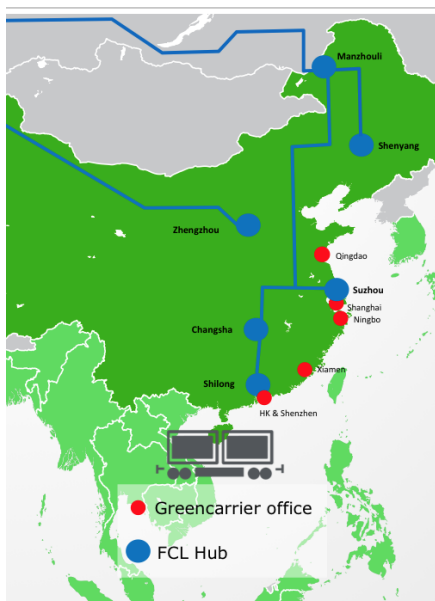 Manzhouli
Shenyang
Zhengzhou
Qingdao
Suzhou
Shanghai
Ningbo
Changsha
Xiamen
Shilong
HK & Shenzhen
Greencarrier office
FCL Hub